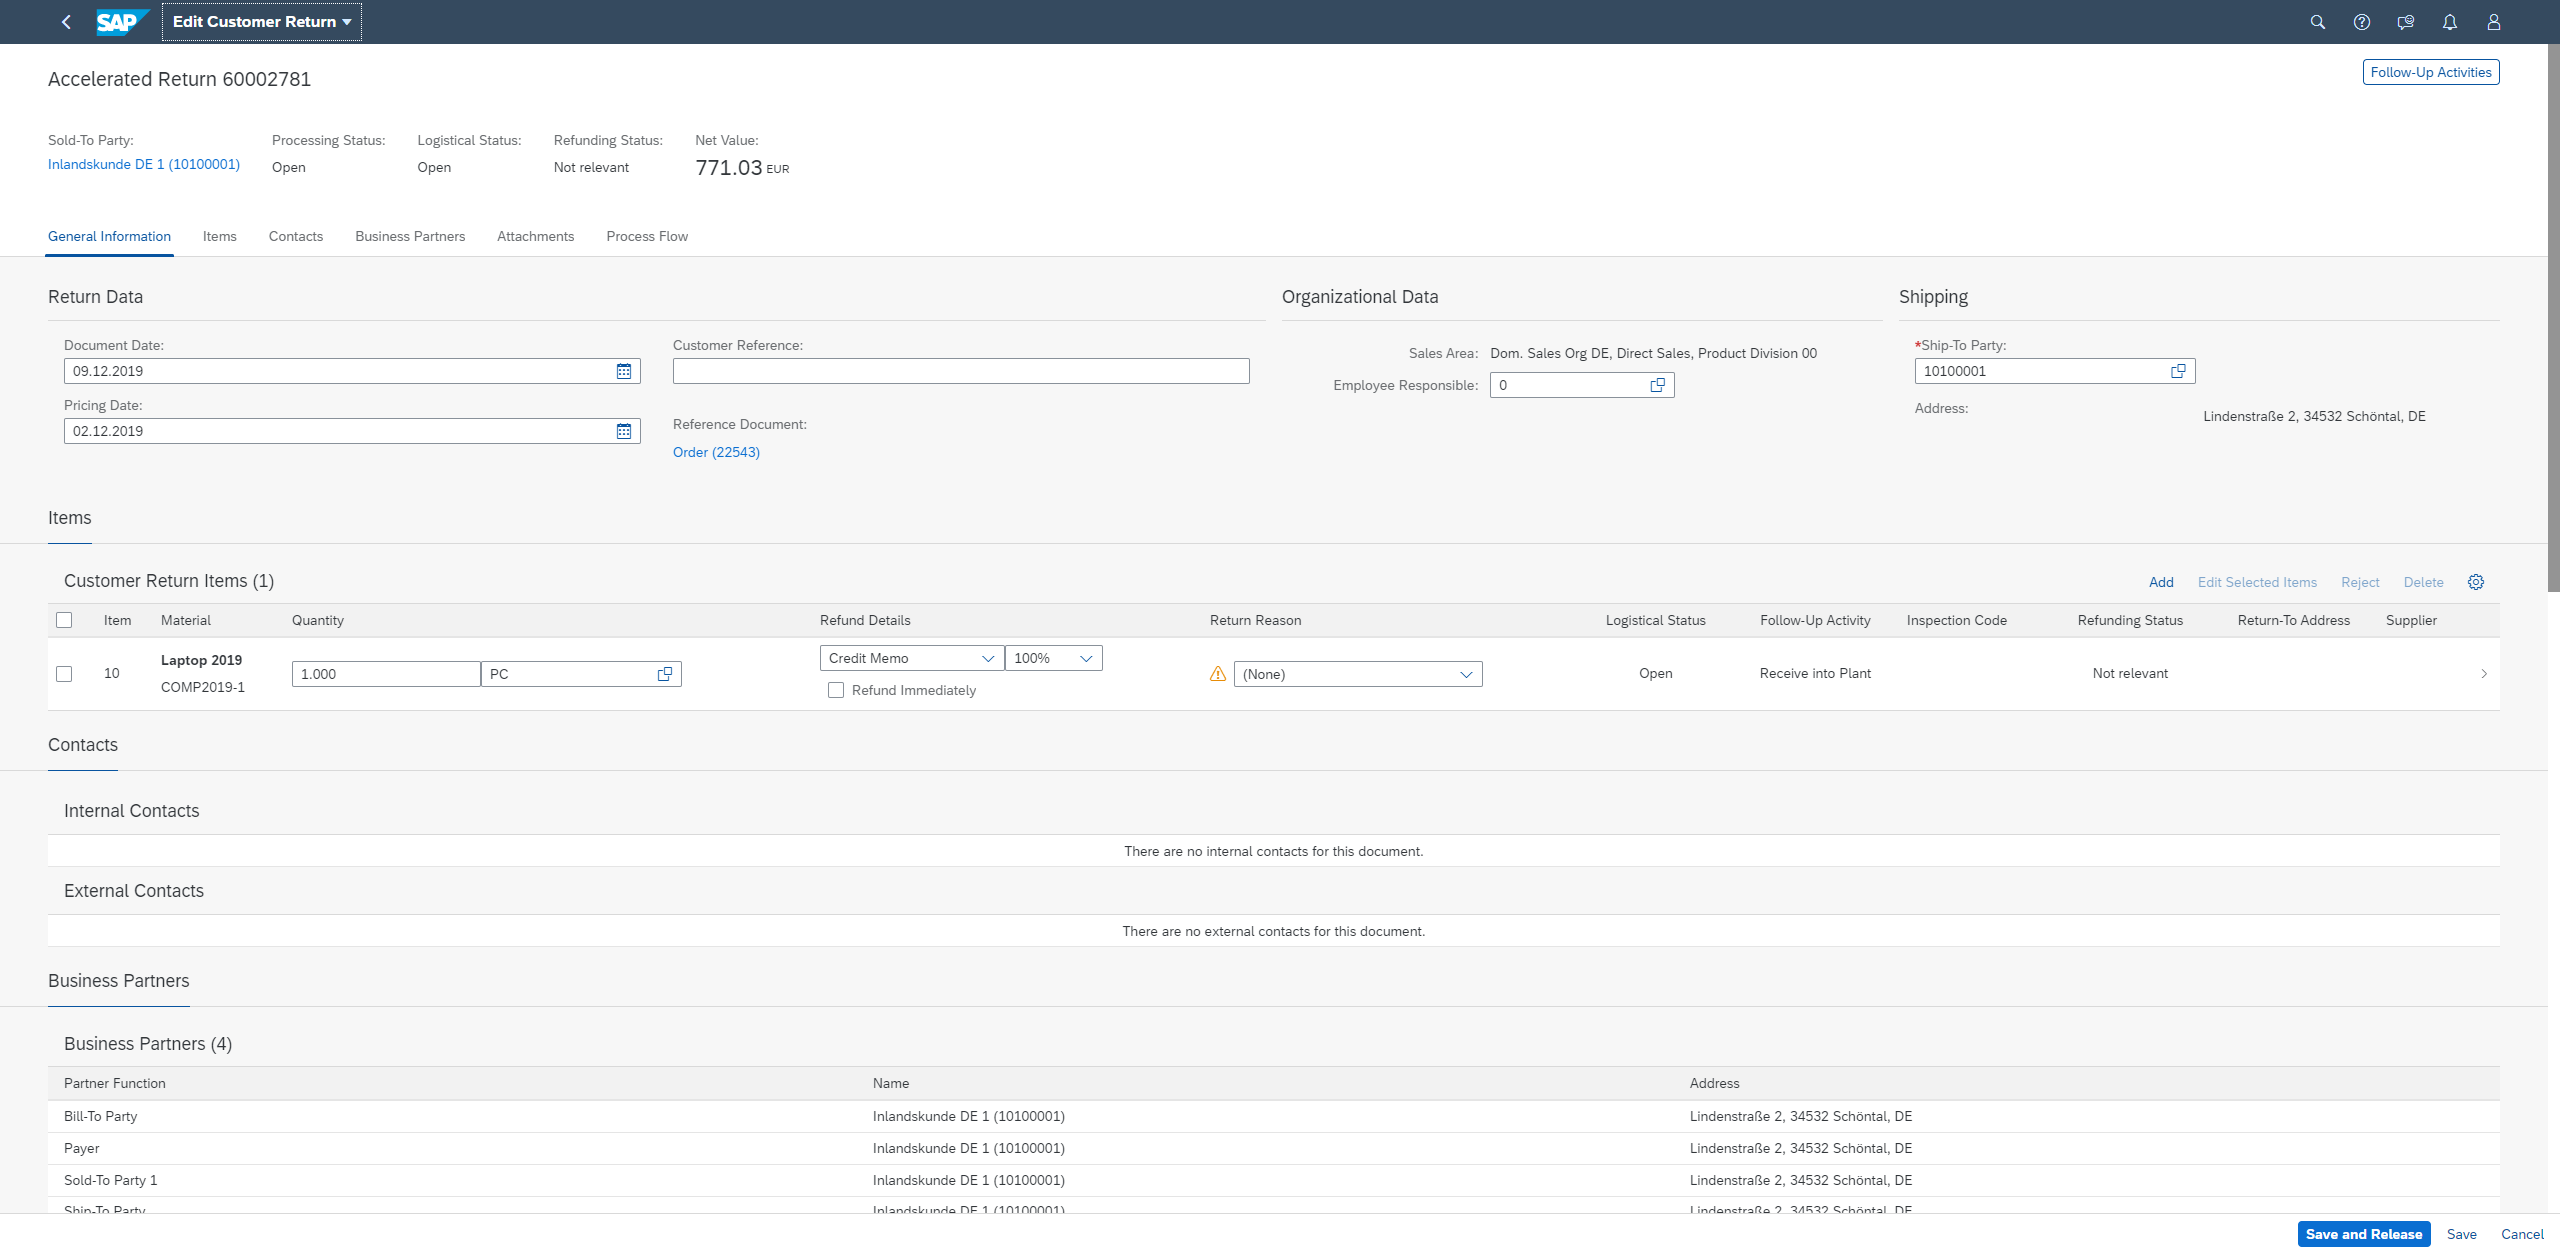 SAP Edit Customer Return
Accelerated Return 60002781
Follow-Up Activities
Sold-To Party: Processing Status: Logistical Status: Refunding Status: Net Value:
Inlandskunde DE 1 (10100001) Open Open Not relevant 771.03 EUR
General Information Items Contacts Business Partners Attachments Process Flow
Return Data
Document Date:
09.12.2019
Pricing Date:
02.12.2019
Customer Reference:
Reference Document:
Order (22543)
Organizational Data
Sales Area: Dom. Sales Org DE, Direct Sales, Product Division 00
Employee Responsible: 0
Shipping
*Ship-To Party:
10100001
Address:
Lindenstraße 2, 34532 Schöntal, DE
Items
Customer Return Items (1)
Add Edit Selected Items Reject Delete
Item Material Quantity Refund Details Return Reason Logistical Status Follow-Up Activity Inspection Code Refunding Status Return-To Address Supplier
10 Laptop 2019
COMP2019-1
1.000 PC
Credit Memo 100%
Refund Immediately
(None) Open Receive into Plant Not relevant
Contacts
Internal Contacts
There are no internal contacts for this document.
External Contacts
There are no external contacts for this document.
Business Partners
Business Partners (4)
Partner Function Name Address
Bill-To Party Inlandskunde DE 1 (10100001) Lindenstraße 2, 34532 Schöntal, DE
Payer Inlandskunde DE 1 (10100001) Lindenstraße 2, 34532 Schöntal, DE
Sold-To Party 1 Inlandskunde DE 1 (10100001) Lindenstraße 2, 34532 Schöntal, DE
Ship-To Party Inlandskunde DE 1 (10100001) Lindenstraße 2, 34532 Schöntal, DE
Save and Release Save Cancel